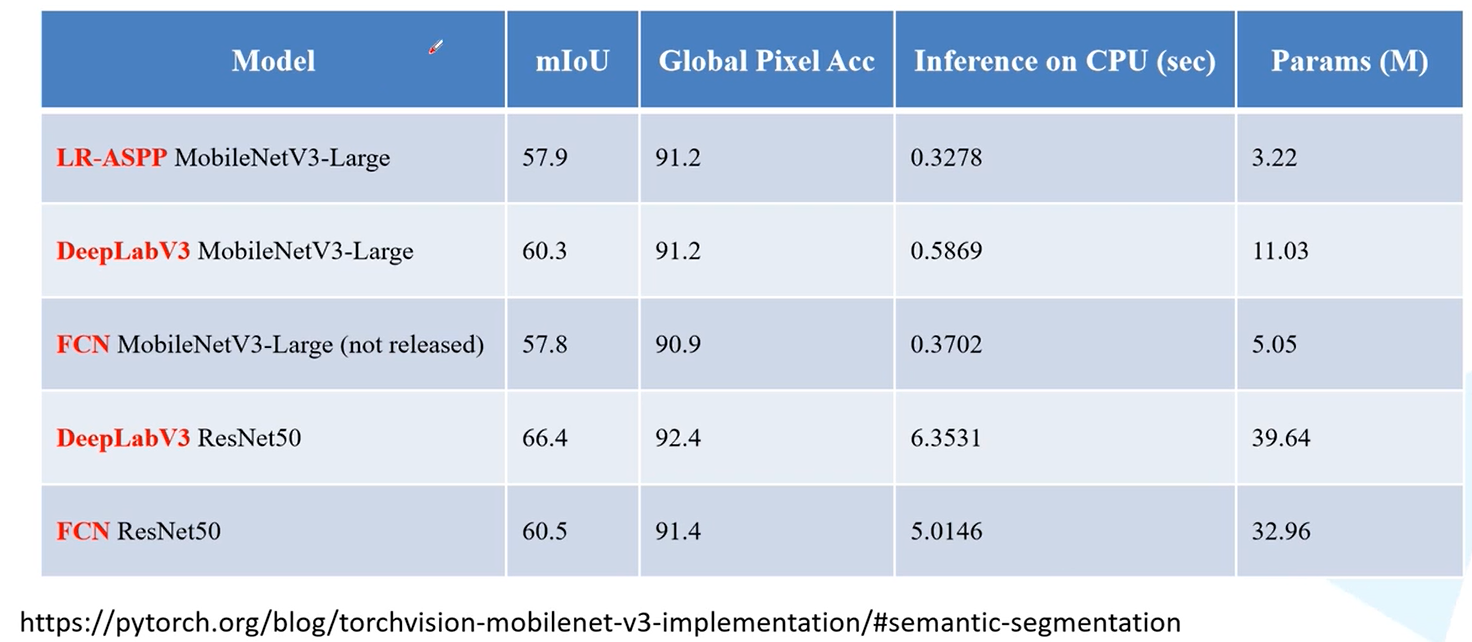 Model mIoU Global Pixel Acc Inference on CPU (sec) Params (M)
LR-ASPP MobileNetV3-Large 57.9 91.2 0.3278 3.22
DeepLabV3 MobileNetV3-Large 60.3 91.2 0.5869 11.03
FCN MobileNetV3-Large (not released) 57.8 90.9 0.3702 5.05
DeepLabV3 ResNet50 66.4 92.4 6.3531 39.64
FCN ResNet50 60.5 91.4 5.0146 32.96
https://pytorch.org/blog/torchvision-mobilenet-v3-implementation/#semantic-segmentation